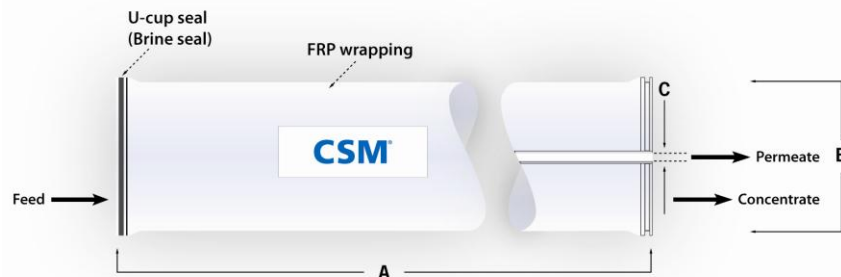 U-cup seal
(Brine seal)
FRP wrapping
CSM®
C
Feed
Permeate
B
Concentrate
A